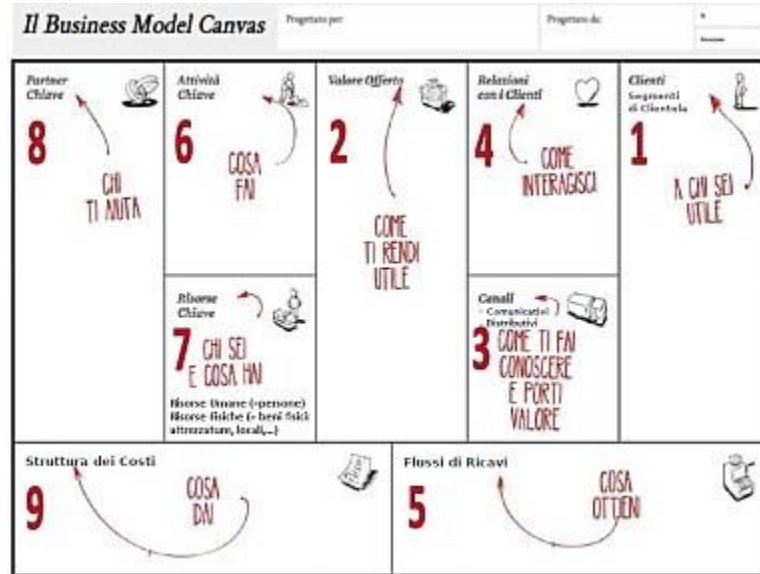 Il Business Model Canvas
Progettato per:
Progettato da:
Partner
Chiave
8
CHI
TI AIUTA
Attività
Chiave
6
COSA
FAI
Valore Offerto
2
COME
TI RENDI
UTILE
Relazioni
con i Clienti
4
COME
INTERAGISCI
Clienti
Segmenti
di Clientela
1
A CHI SEI
UTILE
Risorse
Chiave
7
CHI SEI
E COSA HAI
Risorse Umane (=persone)
Risorse Fisiche (= beni fisici
attrezzature, locali,...)
Canali
- Comunicativi
- Distributivi
3
COME TI FAI
CONOSCERE
E PORTI
VALORE
Struttura dei Costi
9
COSA
DAI
Flussi di Ricavi
5
COSA
OTTIENI